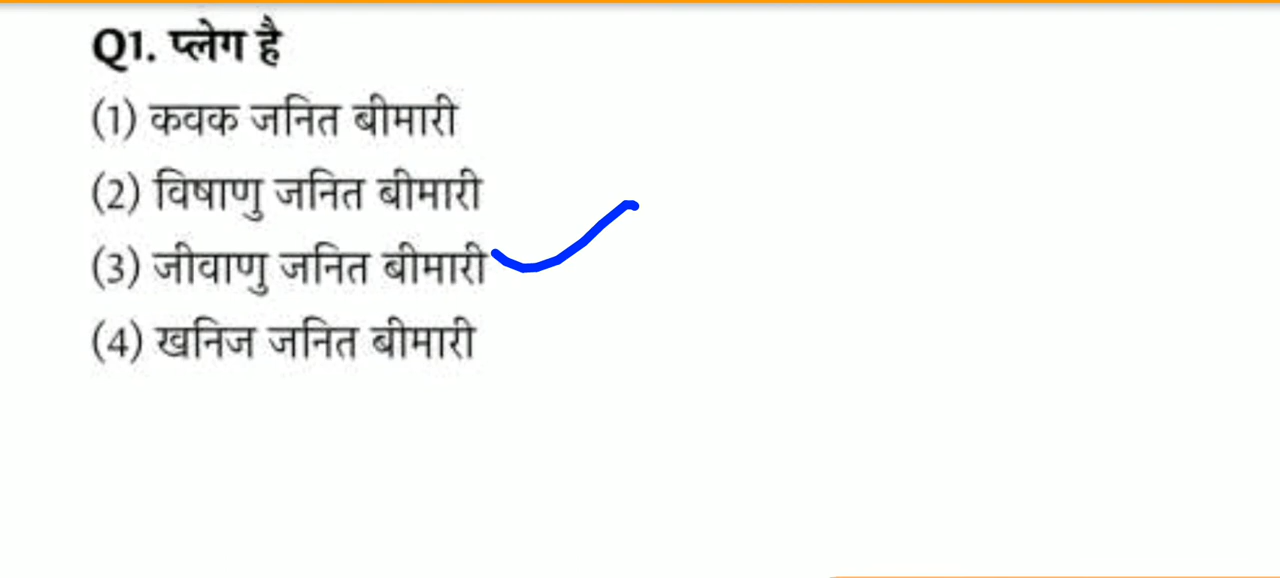 Q1. प्लेग है
(1) कवक जनित बीमारी
(2) विषाणु जनित बीमारी
(3) जीवाणु जनित बीमारी
(4) खनिज जनित बीमारी